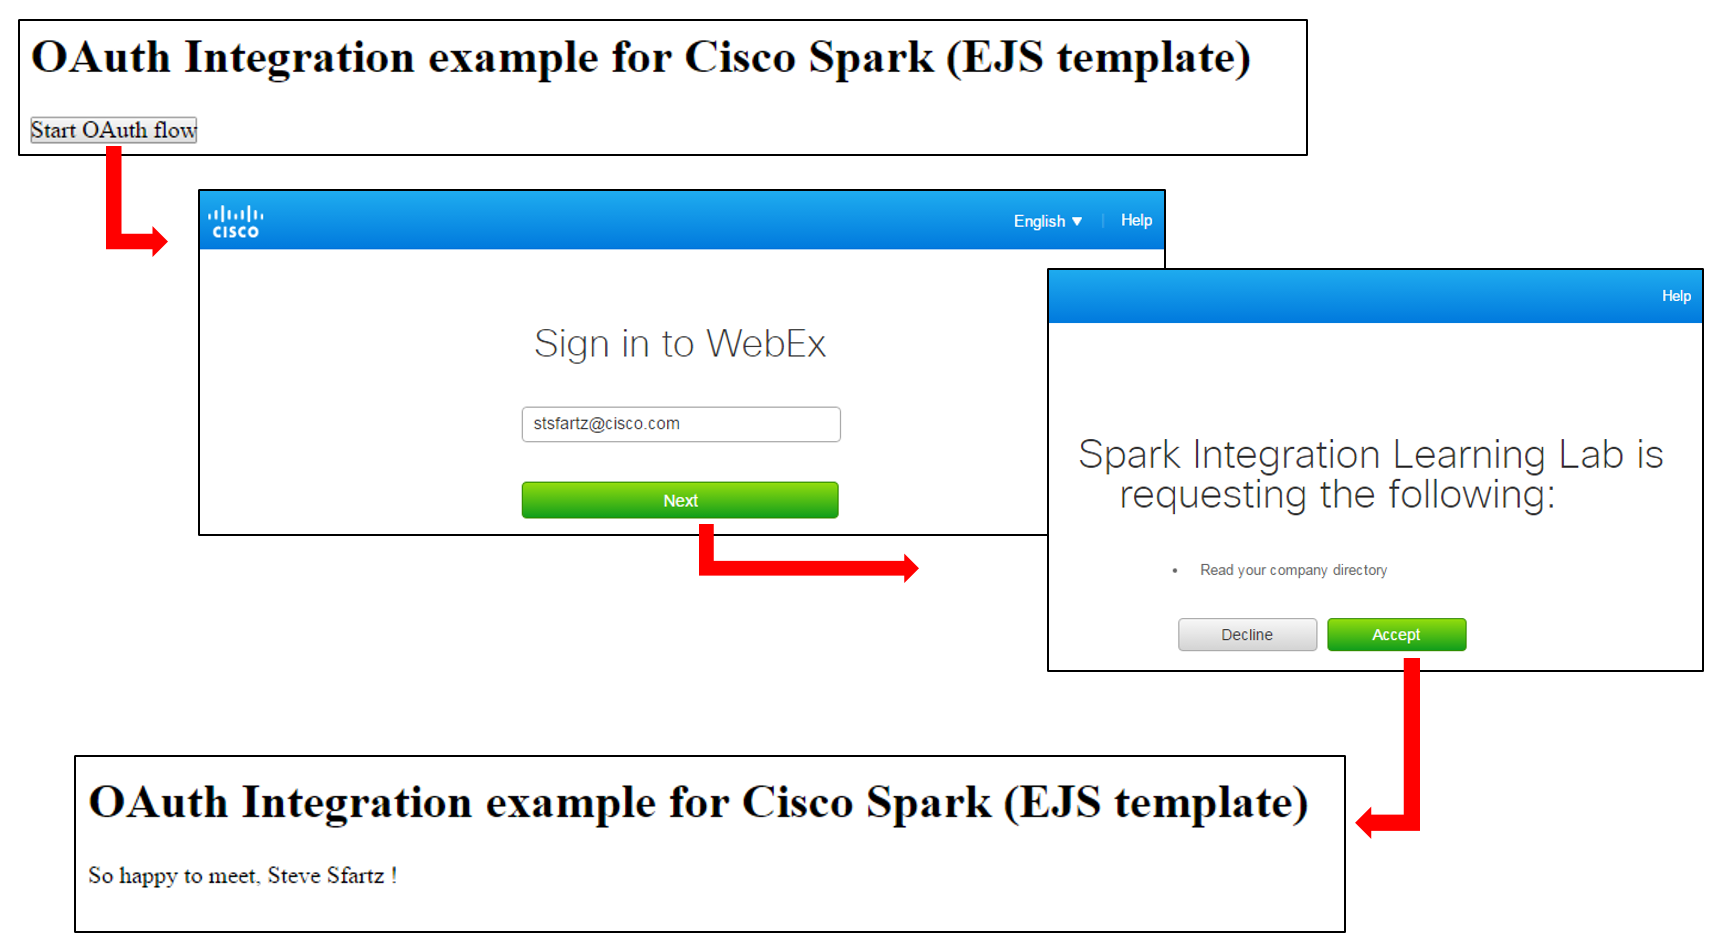 OAuth Integration example for Cisco Spark (EJS template)
Start OAuth flow
CISCO
English
Help
Sign in to WebEx
stsfartz@cisco.com
Next
Help
Spark Integration Learning Lab is
requesting the following:
• Read your company directory
Decline
Accept
OAuth Integration example for Cisco Spark (EJS template)
So happy to meet, Steve Sfartz !